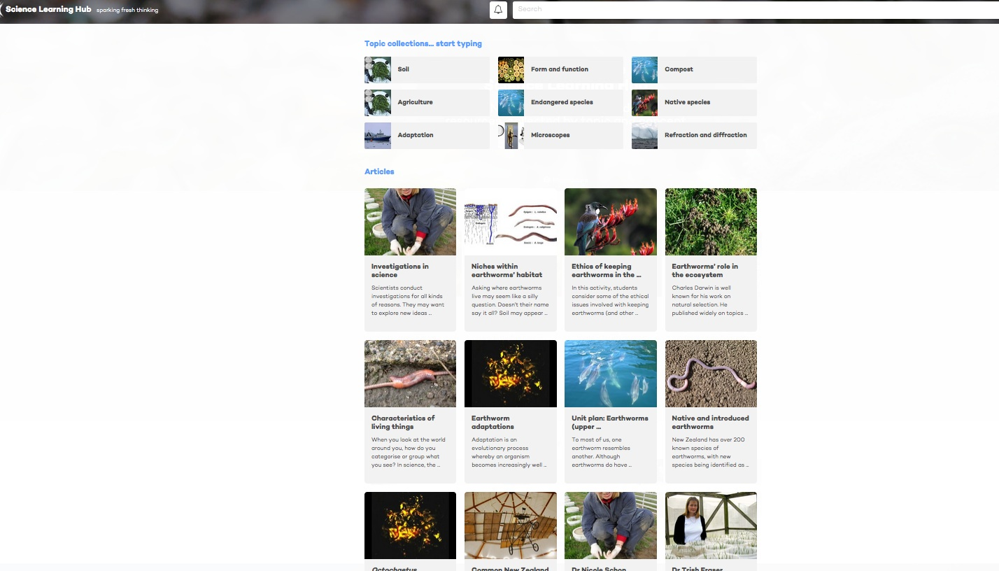 Science Learning Hub sparking fresh thinking
Search
Topic collections... start typing
Soil
Form and function
Compost
Agriculture
Endangered species
Native species
Adaptation
Microscopes
Refraction and diffraction
Articles
Investigations in
science
Scientists conduct
investigations for all kinds
of reasons. They may want
to explore new ideas ...
Niches within
earthworms' habitat
Asking where earthworms
live may seem like a silly
question. Doesn't their name
say it all? Soil may appear ...
Ethics of keeping
earthworms in the ...
In this activity, students
consider some of the ethical
issues involved with keeping
earthworms (and other ...
Earthworms' role in
the ecosystem
Charles Darwin is well
known for his work on
natural selection. He
published widely on topics ...
Characteristics of
living things
When you look at the world
around you, how do you
categorise or group what
you see? In science, the ...
Earthworm
adaptations
Adaptation is an
evolutionary process
whereby an organism
becomes increasingly well ...
Unit plan: Earthworms
(upper ...
To most of us, one
earthworm resembles
another. Although
earthworms do have ...
Native and introduced
earthworms
New Zealand has over 200
known species of
earthworms, with new
species being identified as ...
Octochaetus
Common New Zealand
Dr Nicole Schon
Dr Trish Fraser